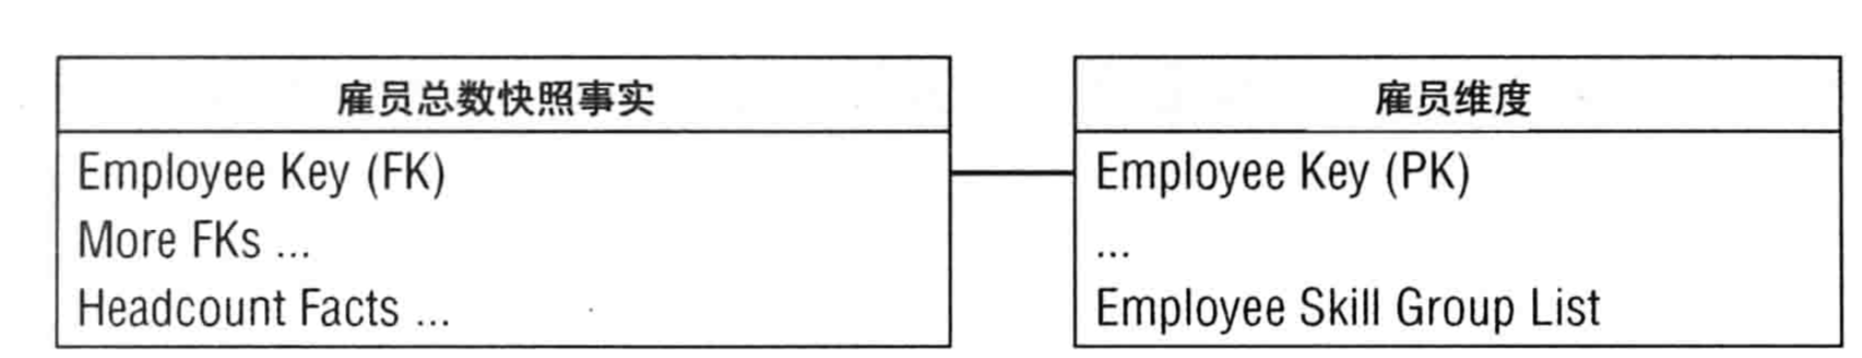 雇员总数快照事实
Employee Key (FK)
More FKs ...
Headcount Facts ...
雇员维度
Employee Key (PK)
...
Employee Skill Group List